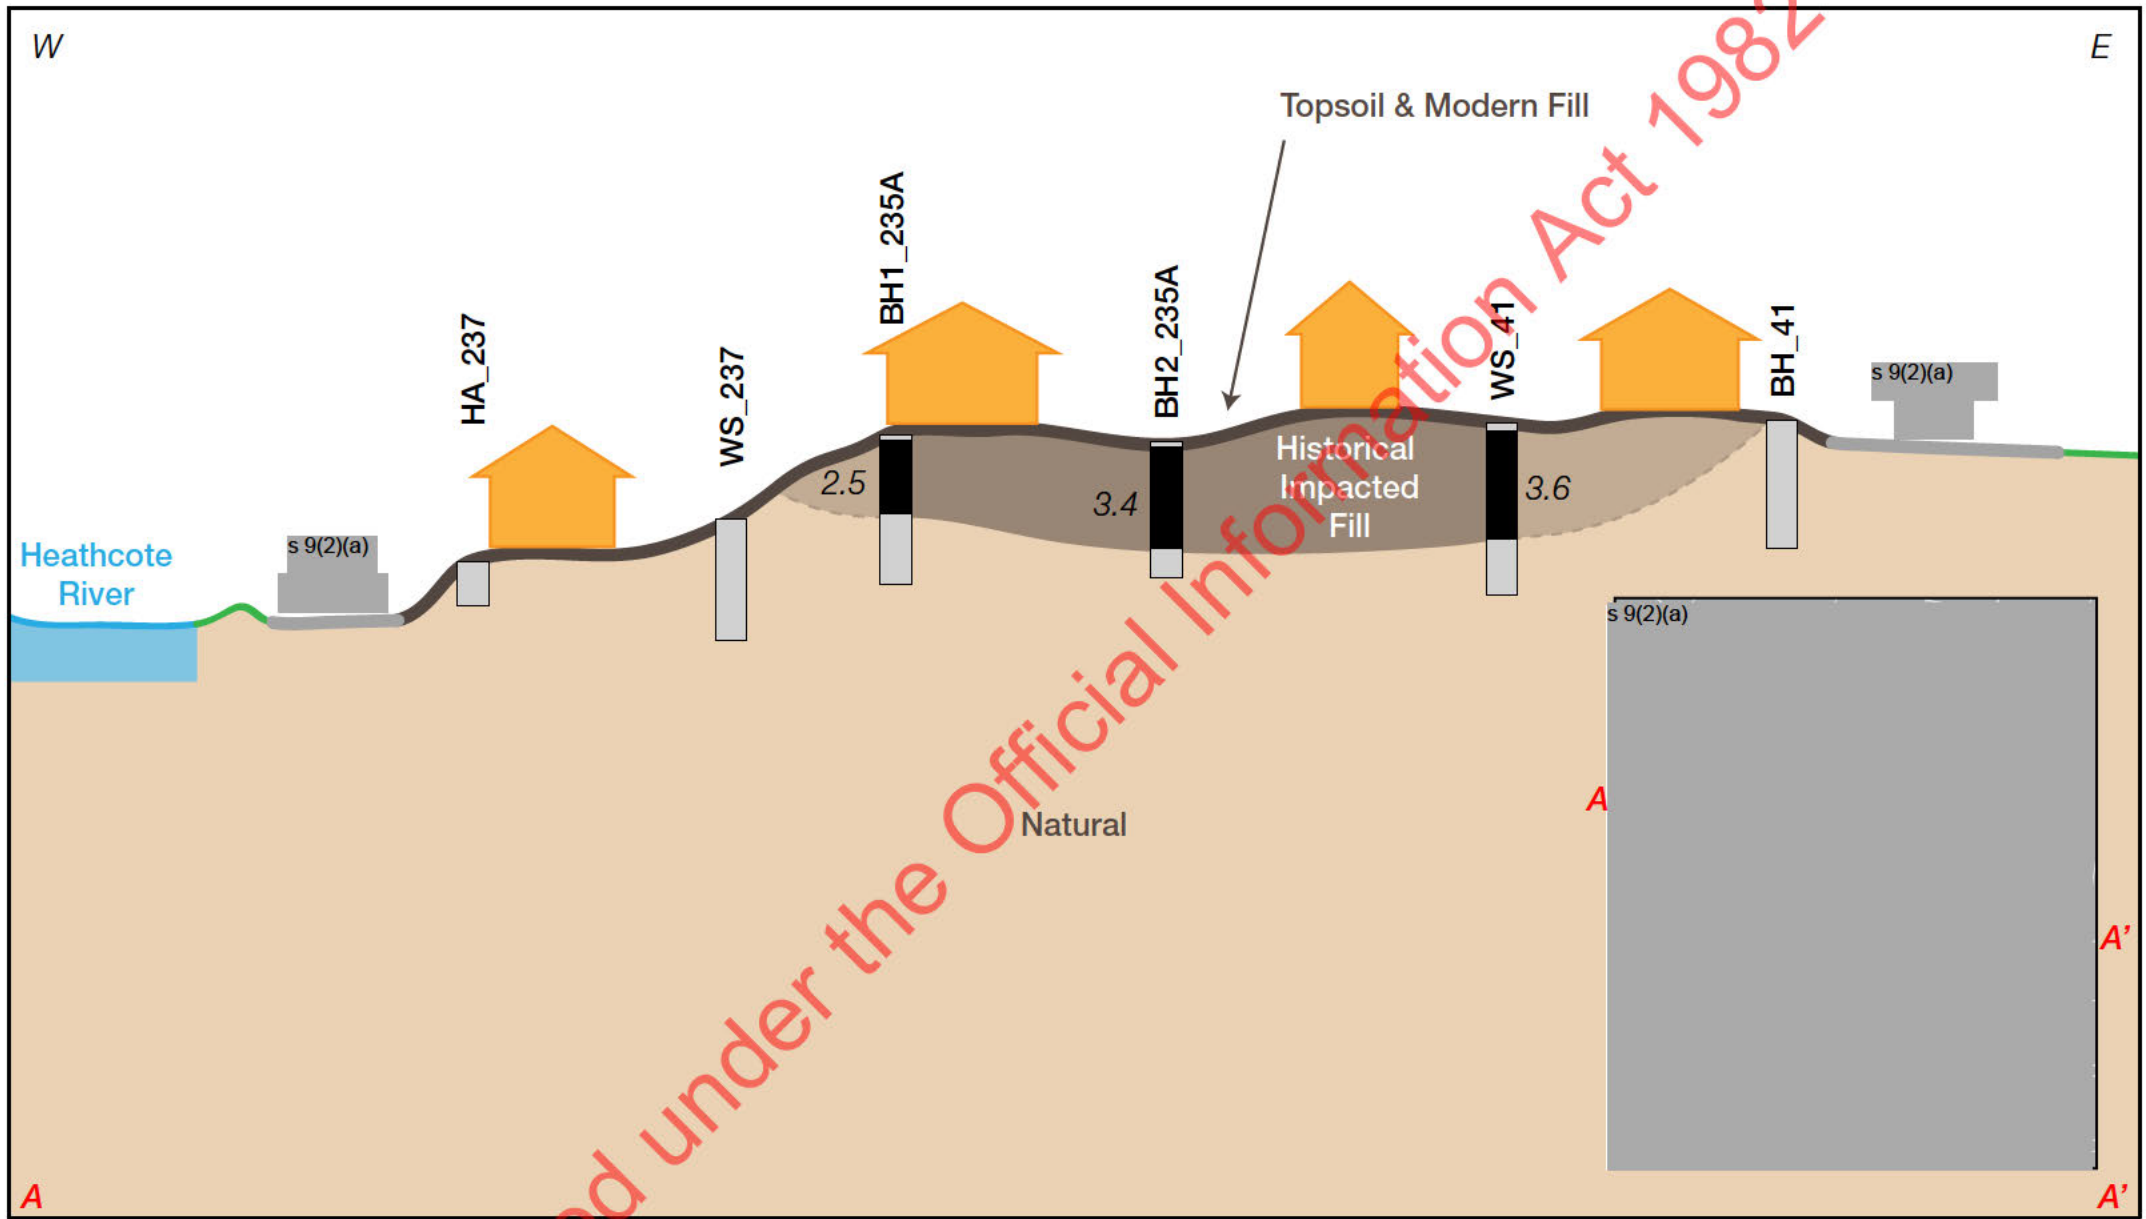 W
E
Topsoil & Modern Fill
BH1_235A
BH2_235A
WS_41
BH_41
HA_237
WS_237
s 9(2)(a)
Historical
Impacted
Fill
2.5
3.4
3.6
s 9(2)(a)
Heathcote
River
s 9(2)(a)
A
A'
Natural
A
A'
ed under the Official Information Act 1982